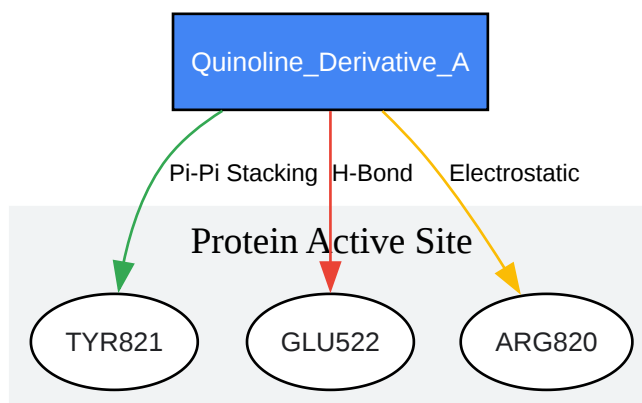 Quinoline_Derivative_A
Pi-Pi Stacking
H-Bond
Electrostatic
Protein Active Site
TYR821
GLU522
ARG820